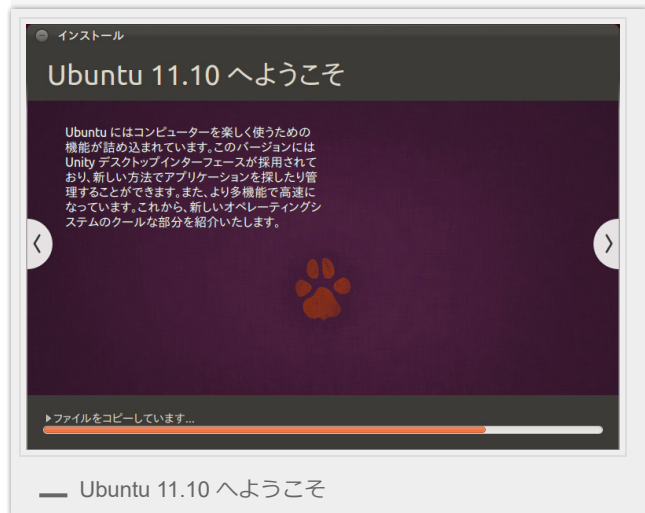 インストール
Ubuntu 11.10 へようこそ
Ubuntu にはコンピューターを楽しく使うための
機能が詰め込まれています。このバージョンには
Unity デスクトップインターフェースが採用されて
おり、新しい方法でアプリケーションを探したり管
理することができます。また、より多機能で高速に
なっています。これから、新しいオペレーティングシ
ステムのクールな部分を紹介いたします。
ファイルをコピーしています...
Ubuntu 11.10 へようこそ